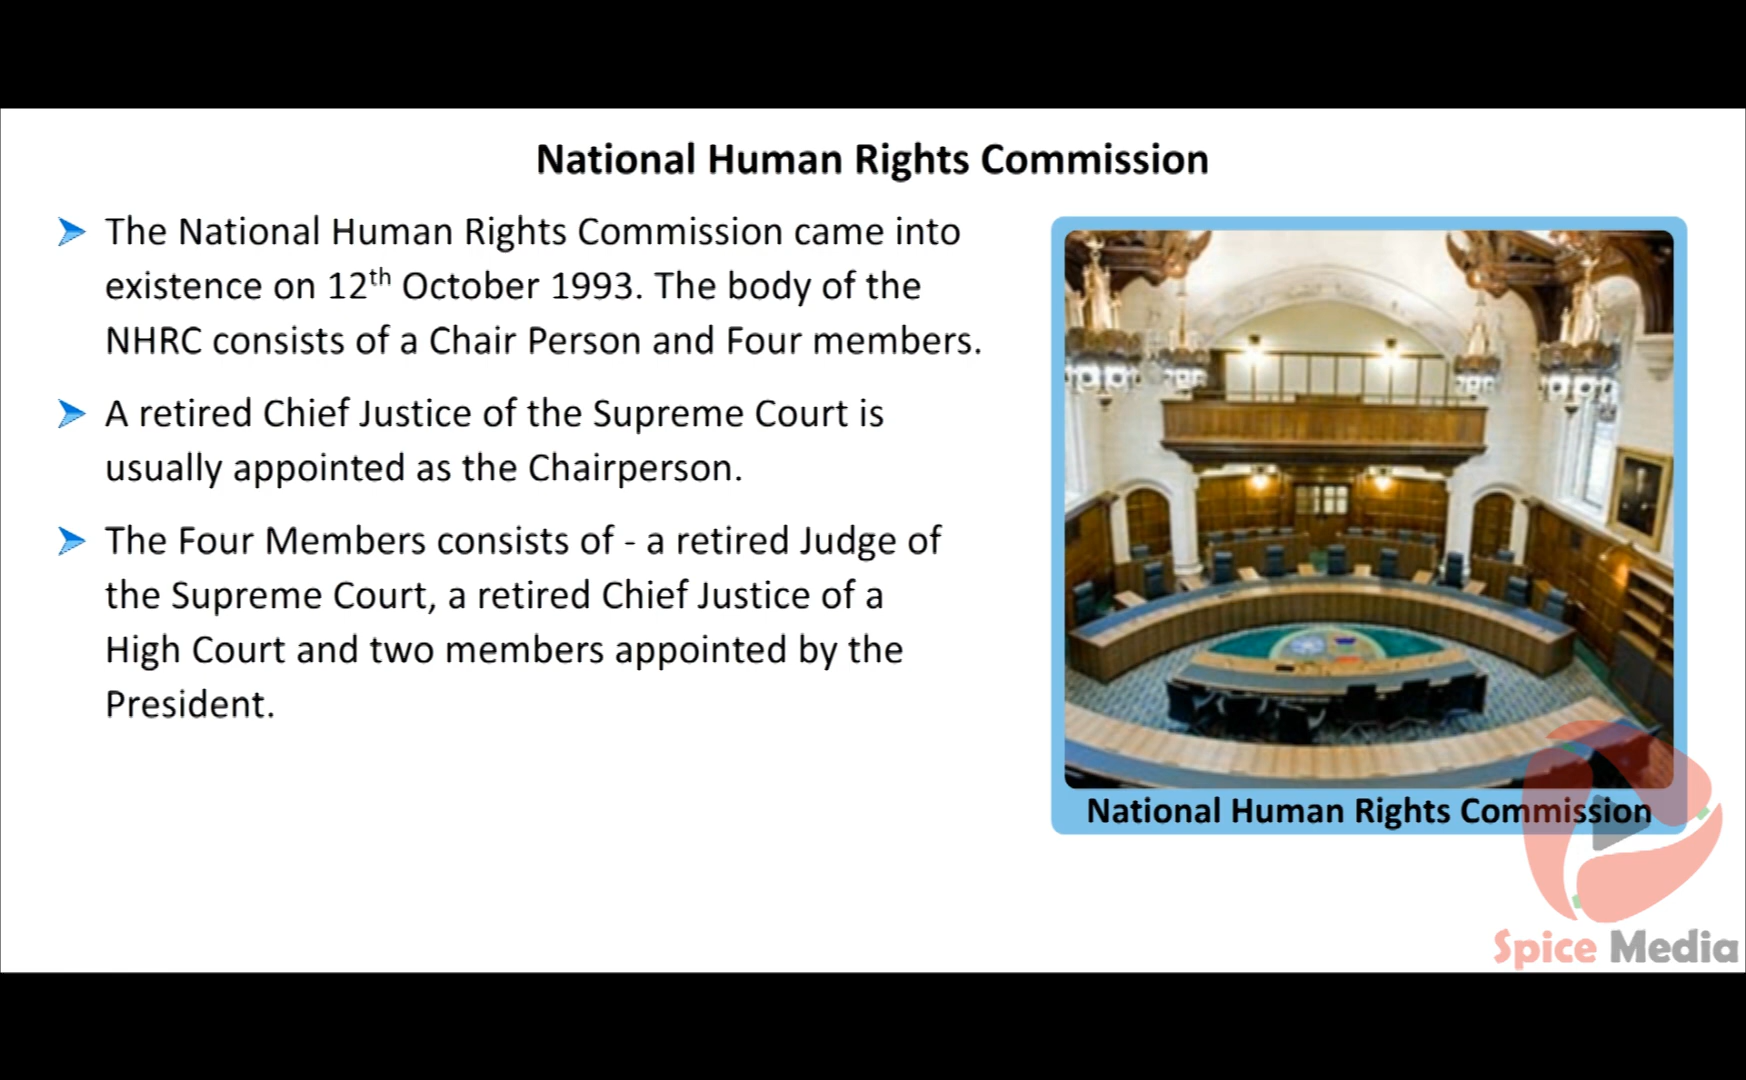 National Human Rights Commission
The National Human Rights Commission came into
existence on 12th October 1993. The body of the
NHRC consists of a Chair Person and Four members.
A retired Chief Justice of the Supreme Court is
usually appointed as the Chairperson.
The Four Members consists of - a retired Judge of
the Supreme Court, a retired Chief Justice of a
High Court and two members appointed by the
President.
National Human Rights Commission
Spice Media